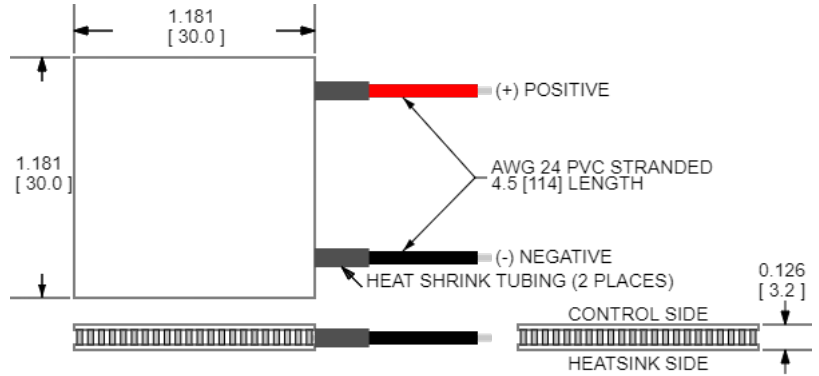 1.181
[ 30.0 ]
(+) POSITIVE
1.181
[ 30.0 ]
AWG 24 PVC STRANDED
4.5 [114] LENGTH
(-) NEGATIVE
HEAT SHRINK TUBING (2 PLACES)
0.126
[ 3.2 ]
CONTROL SIDE
HEATSINK SIDE